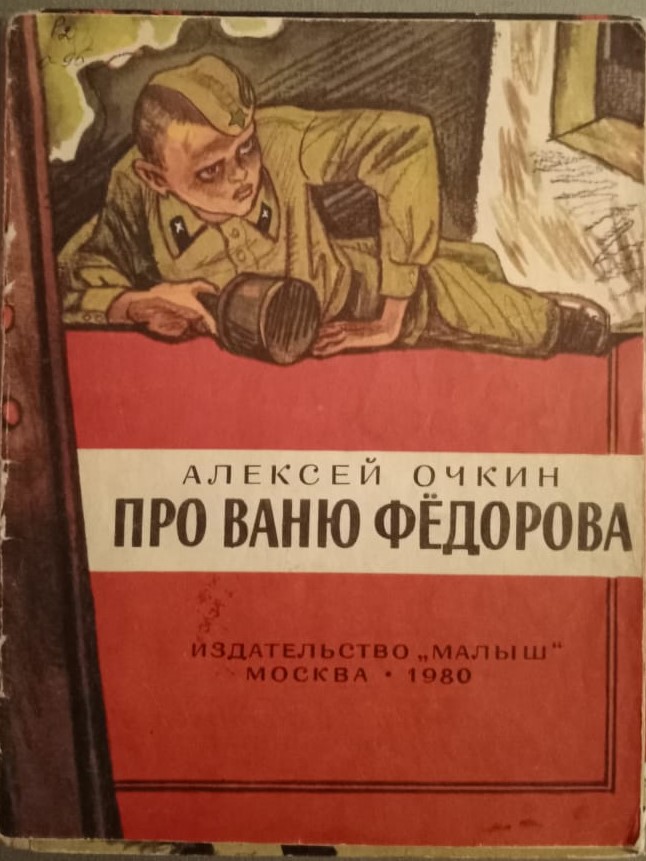 АЛЕКСЕЙ ОЧКИН
ПРО ВАНЮ ФЁДОРОВА
ИЗДАТЕЛЬСТВО „МАЛЫШ“
МОСКВА • 1980